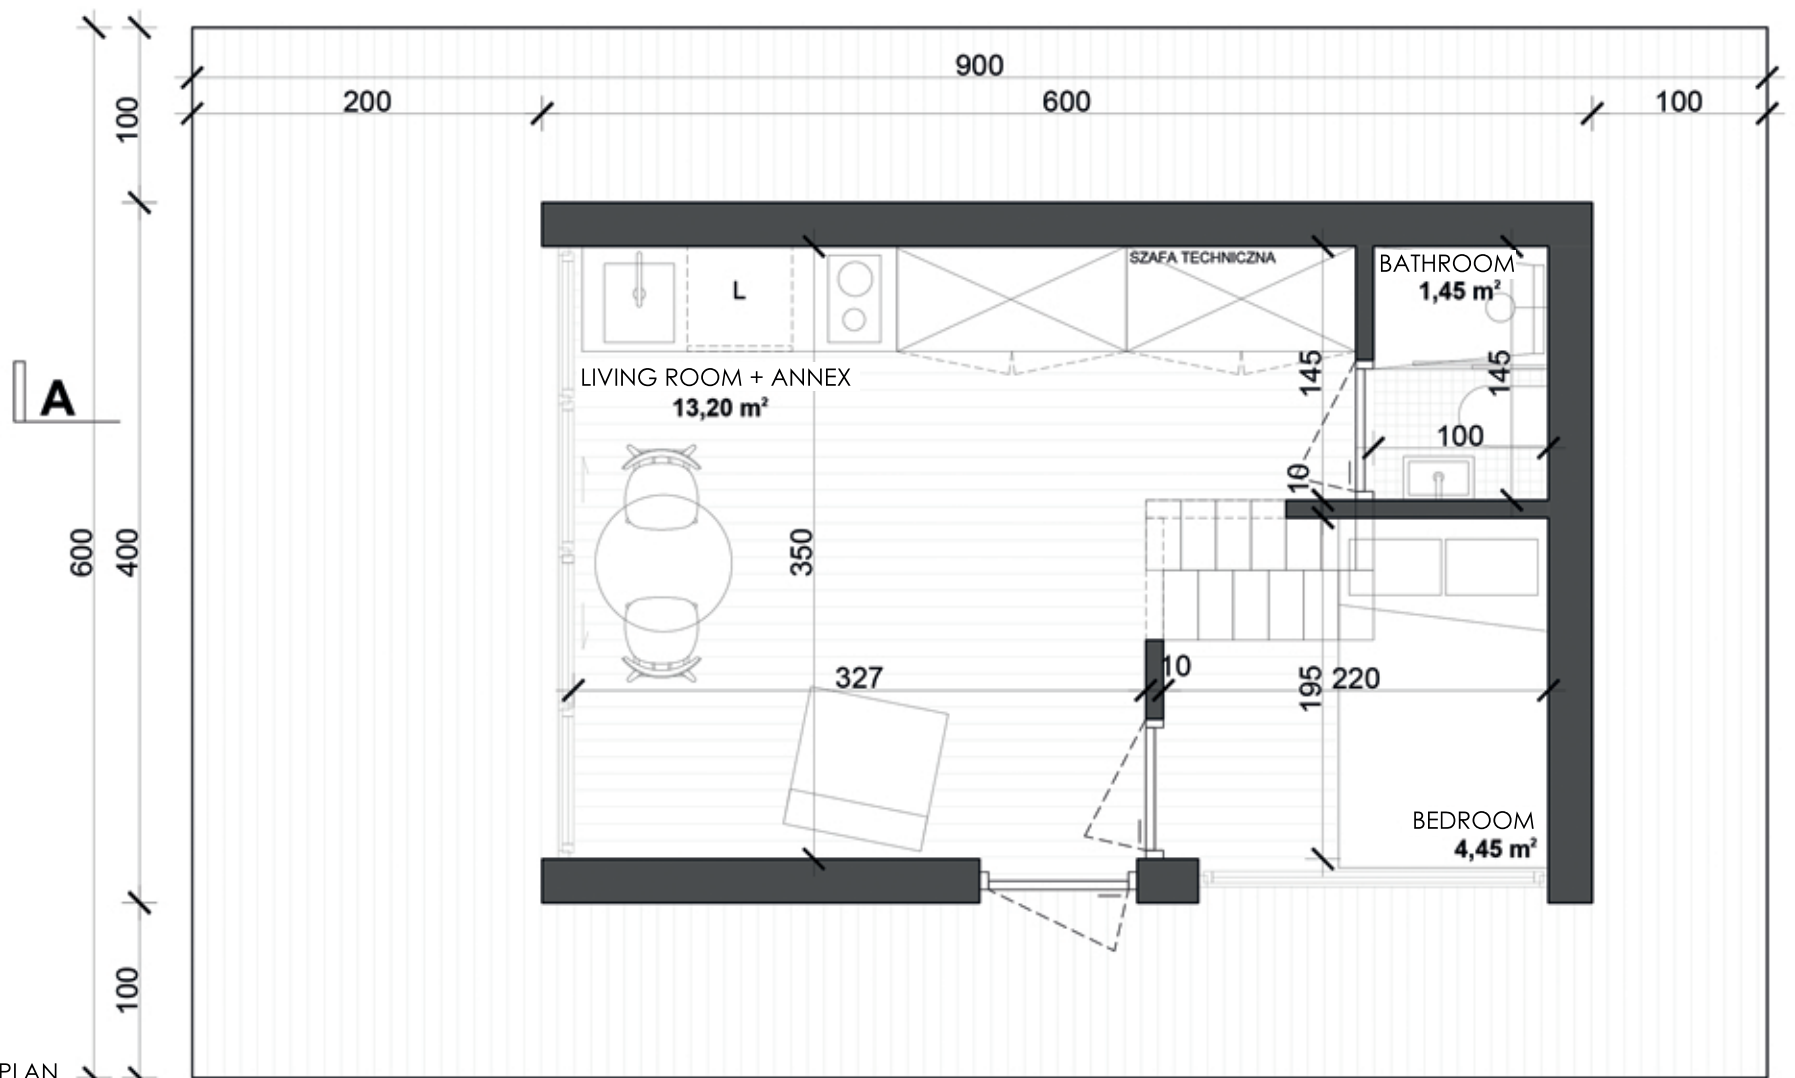 900
200
600
100
100
SZAFA TECHNICZNA
BATHROOM
1,45 m²
L
LIVING ROOM + ANNEX
13,20 m²
145
145
A
100
10
600
400
350
327
10
195
220
BEDROOM
4,45 m²
100
PLAN